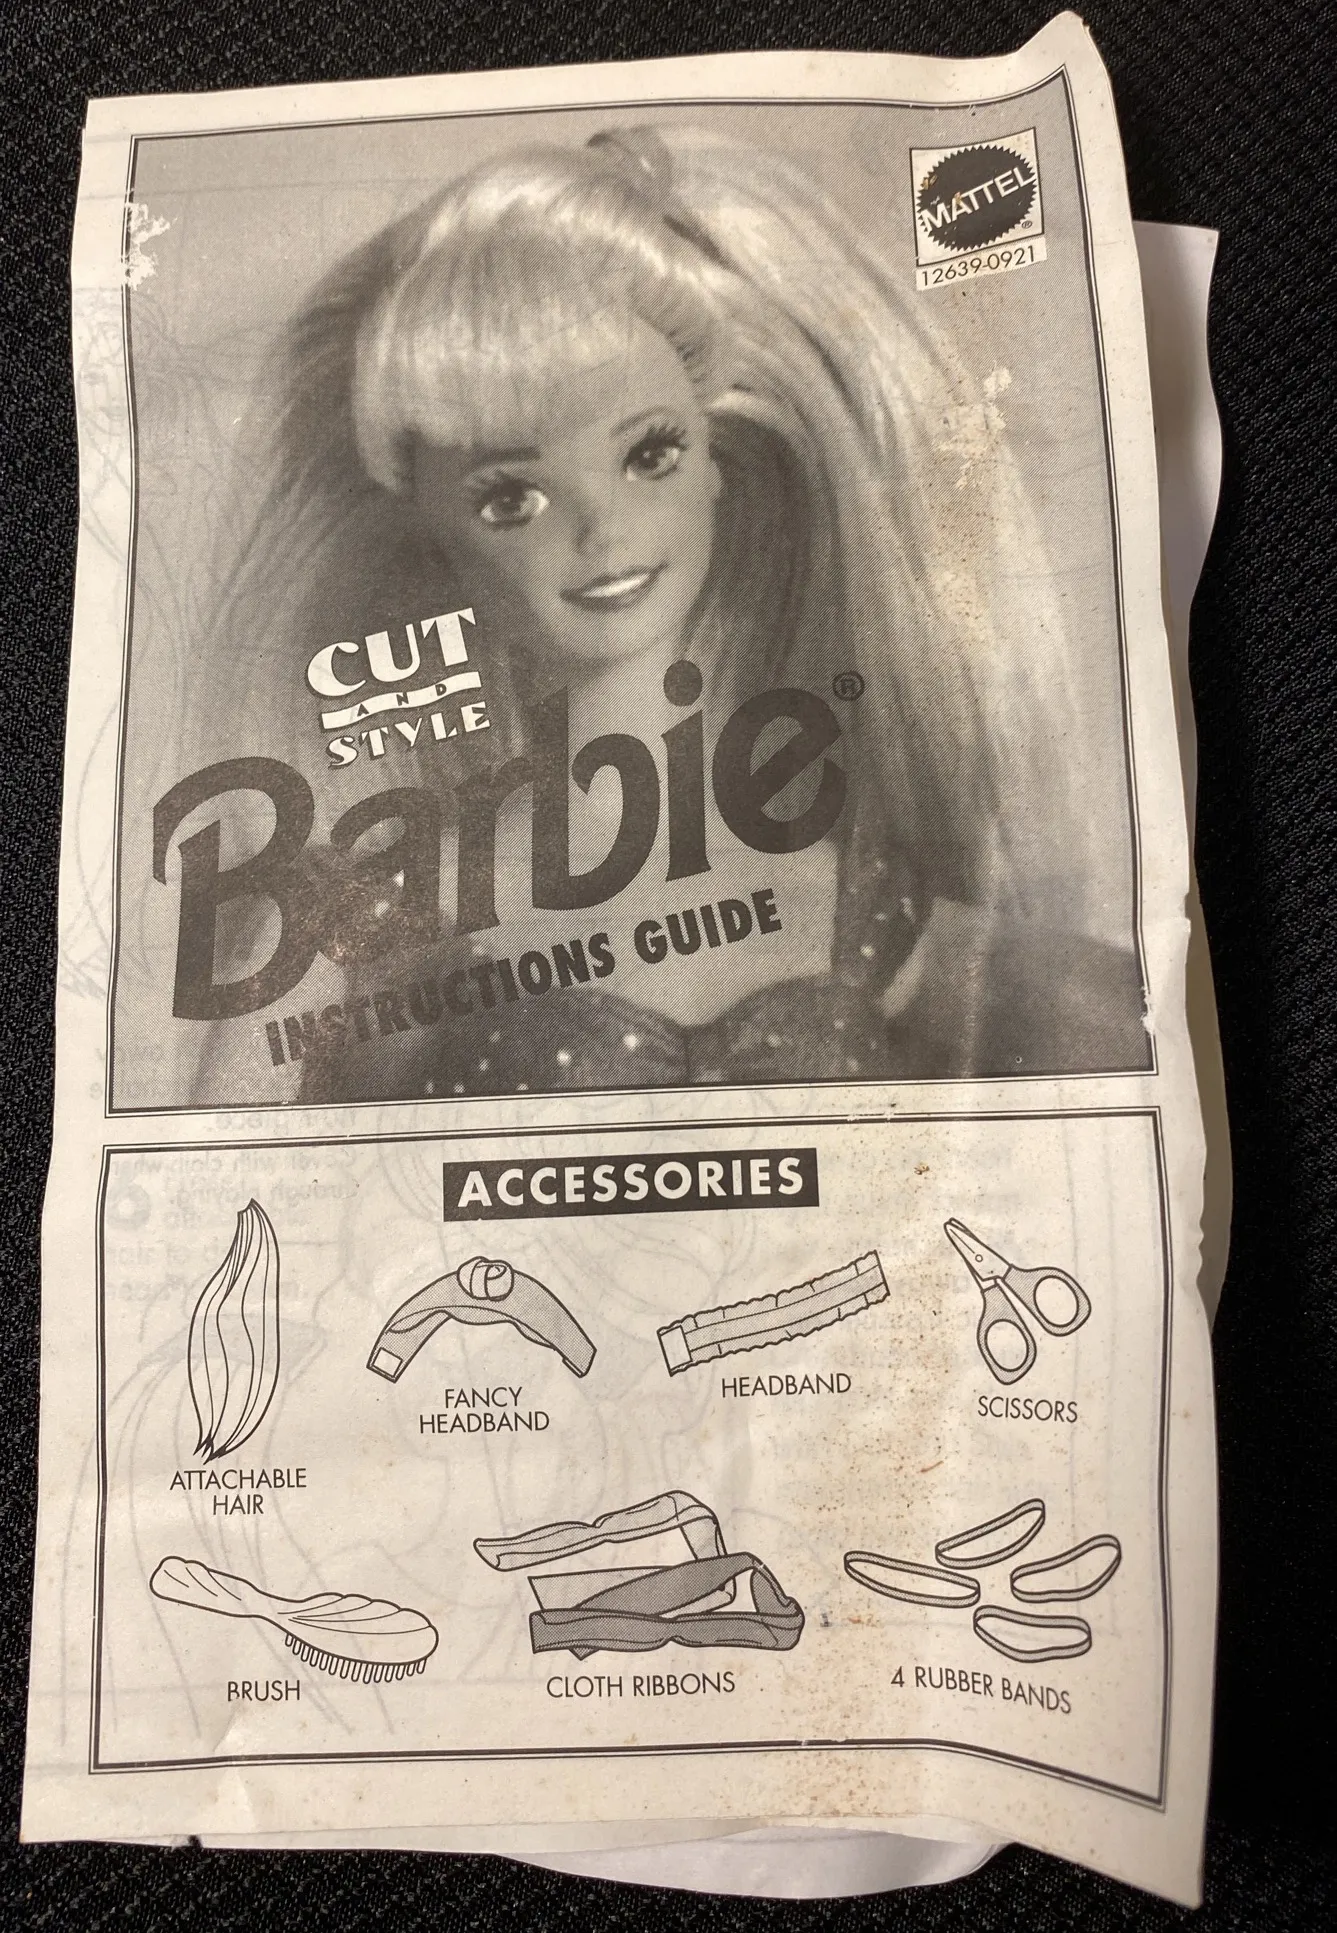 MATTEL
®
12639-0921
CUT
AND
STYLE
Barbie®
INSTRUCTIONS GUIDE
ACCESSORIES
ATTACHABLE
HAIR
FANCY
HEADBAND
HEADBAND
SCISSORS
BRUSH
CLOTH RIBBONS
4 RUBBER BANDS